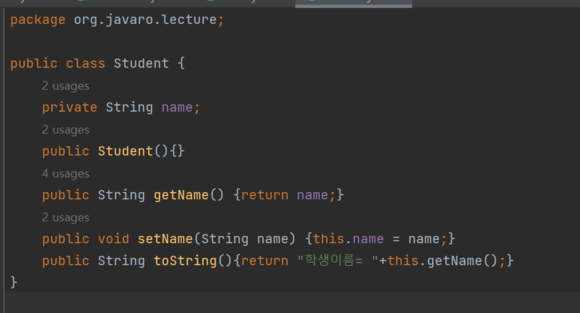 package org.javaro.lecture;
public class Student {
2 usages
private String name;
2 usages
public Student(){}
4 usages
public String getName() {return name;}
2 usages
public void setName(String name) {this.name = name;}
public String toString(){return "학생이름= "+this.getName();}
}